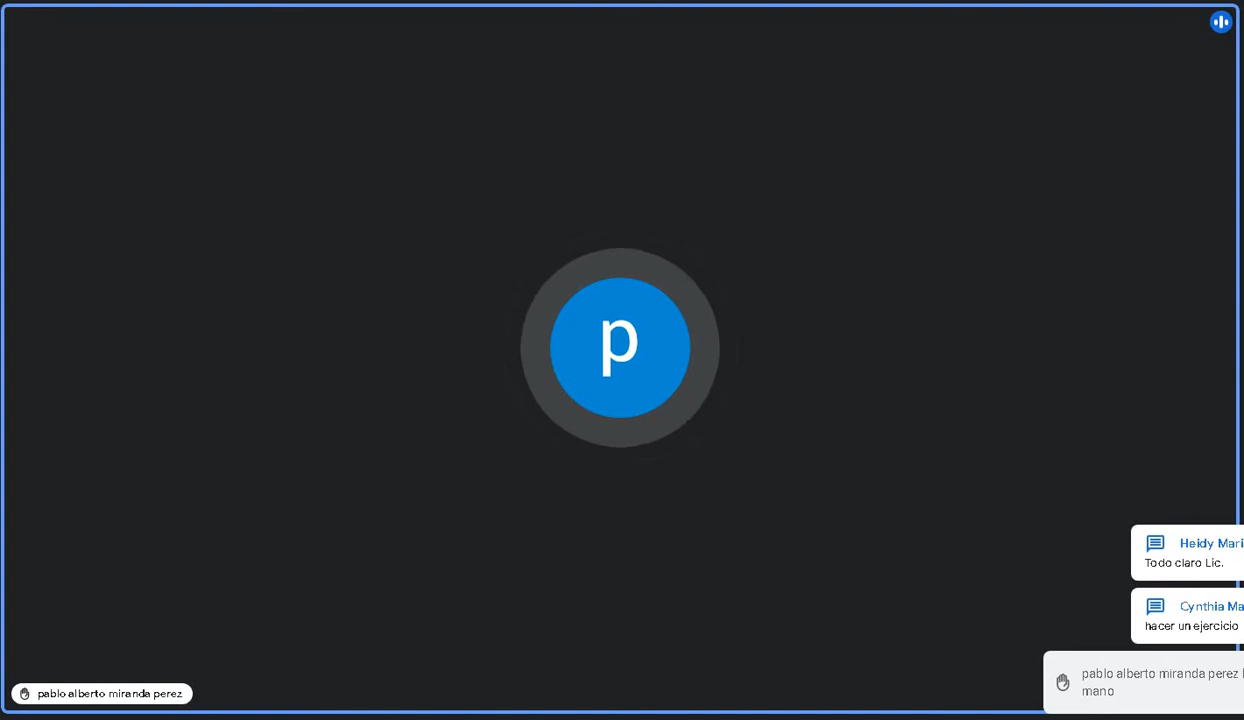 p
Heidy Mari
Todo claro Lic.
Cynthia Ma
hacer un ejercicio
pablo alberto miranda perez
mano
pablo alberto miranda perez